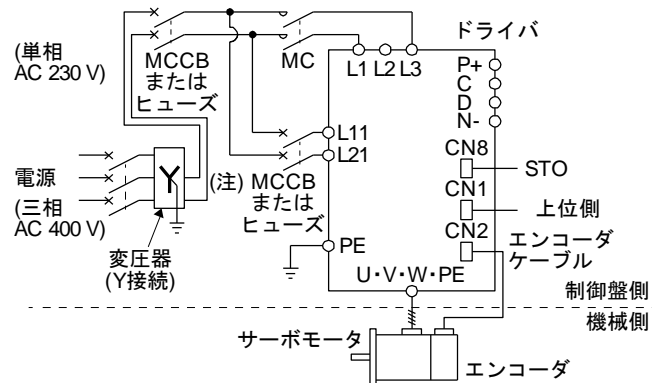 ドライバ
(単相
AC 230 V)
MCCB
または
ヒューズ
MC
L1 L2 L3
P+
C
D
N-
L11
L21
MCCB
または
ヒューズ
CN8
STO
CN1
上位側
CN2
エンコーダ
ケーブル
電源
(三相
AC 400 V)
Y
(注)
変圧器
(Y接続)
PE
U・V・W・PE
制御盤側
機械側
サーボモータ
エンコーダ